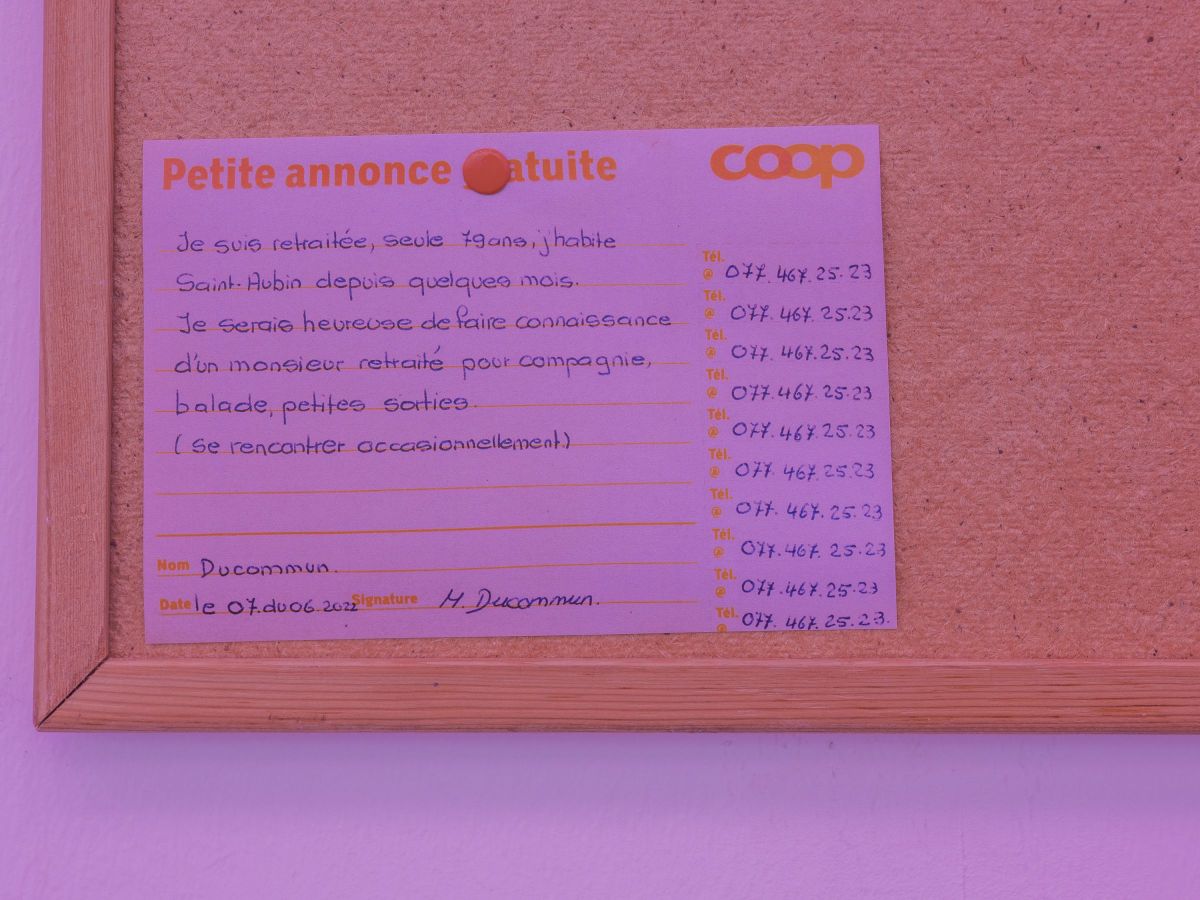 Petite annonce gratuite
coop
Je suis retraitée, seule 79ans, j'habite
Saint-Aubin depuis quelques mois.
Je serais heureuse de faire connaissance
d'un monsieur retraité pour compagnie,
balade, petites sorties.
(se rencontrer occasionnellement)
Nom Ducommun.
Date le 07.du 06.2022 Signature M. Ducommun.
Tél.
@ 077.467.25.23
Tél.
@ 077.467.25.23
Tél.
@ 077.467.25.23
Tél.
@ 077.467.25.23
Tél.
@ 077.467.25.23
Tél.
@ 077.467.25.23
Tél.
@ 077.467.25.23
Tél.
@ 077.467.25.23
Tél.
@ 077.467.25.23
Tél.
@ 077.467.25.23.